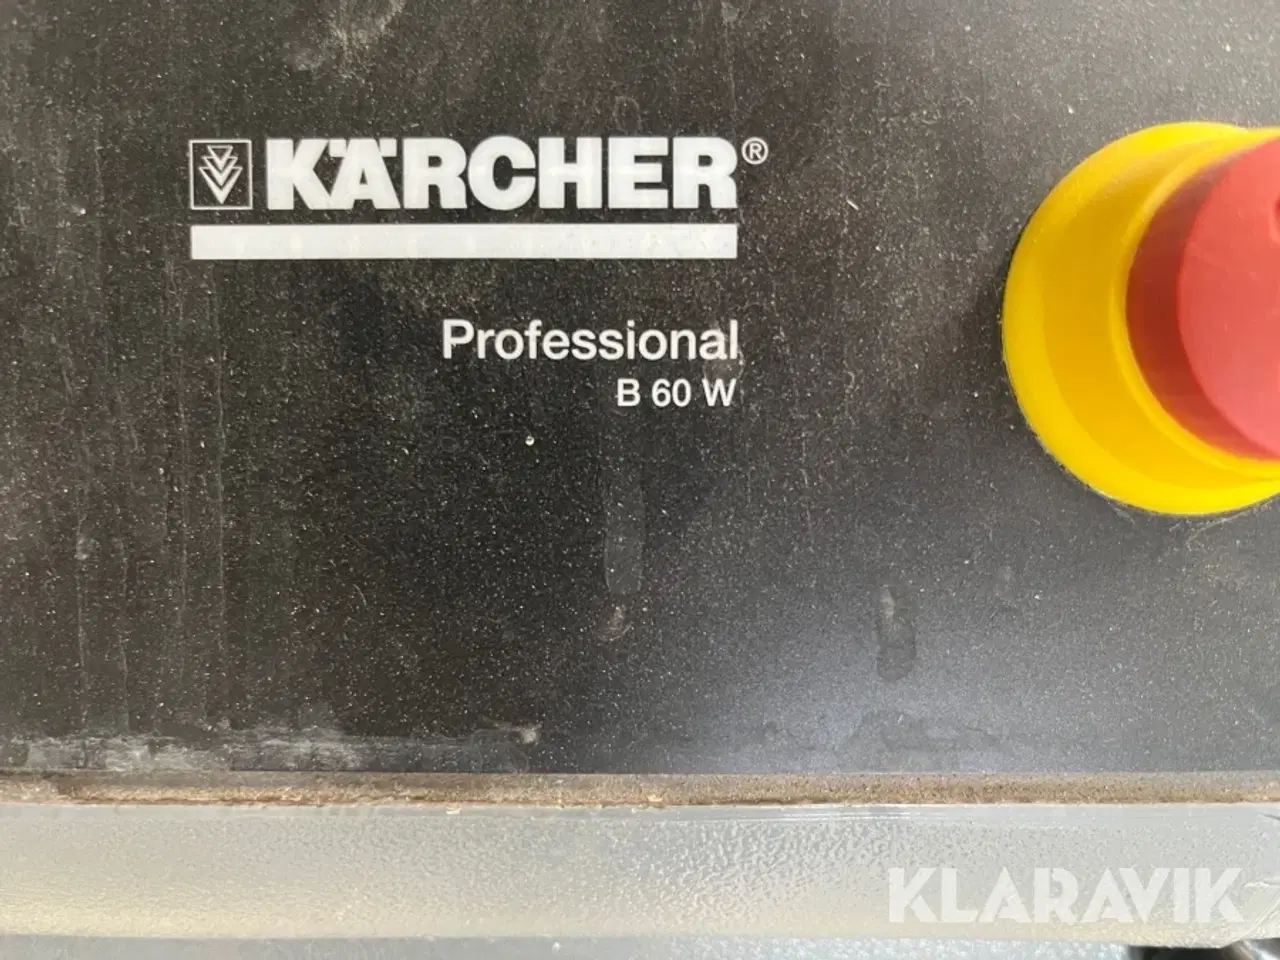 KÄRCHER®
Professional
B 60 W
KLARAVIK